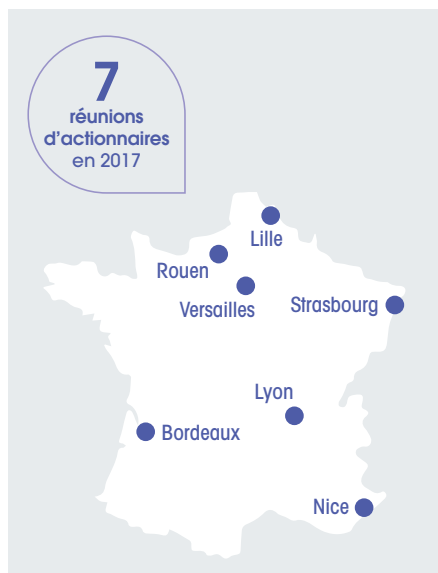 7
réunions
d’actionnaires
en 2017
Lille
Rouen
Versailles
Strasbourg
Lyon
Bordeaux
Nice